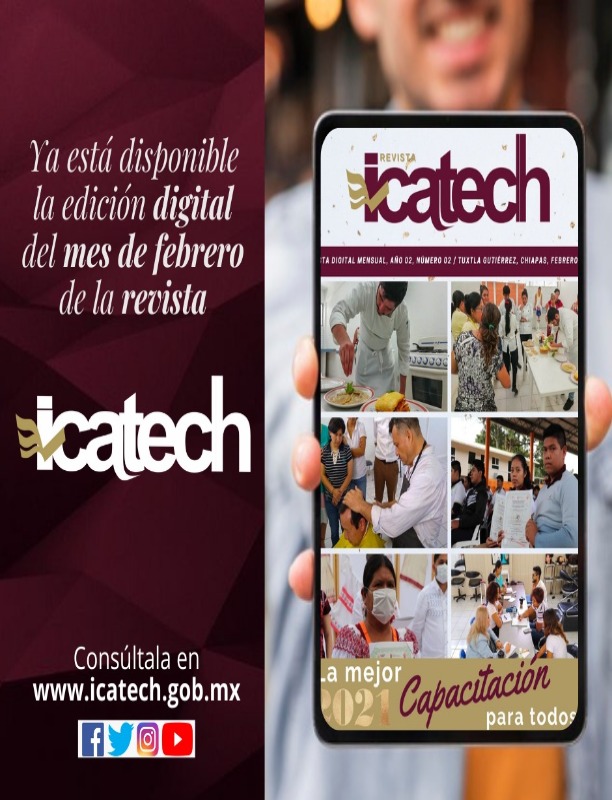 Ya está disponible
la edición digital
del mes de febrero
de la revista
icatech
Consúltala en
www.icatech.gob.mx
REVISTA
icatech
STA DIGITAL MENSUAL, AÑO 02, NÚMERO 02 / TUXTLA GUTIÉRREZ, CHIAPAS, FEBRERO
La mejor
2021 Capacitación
para todos